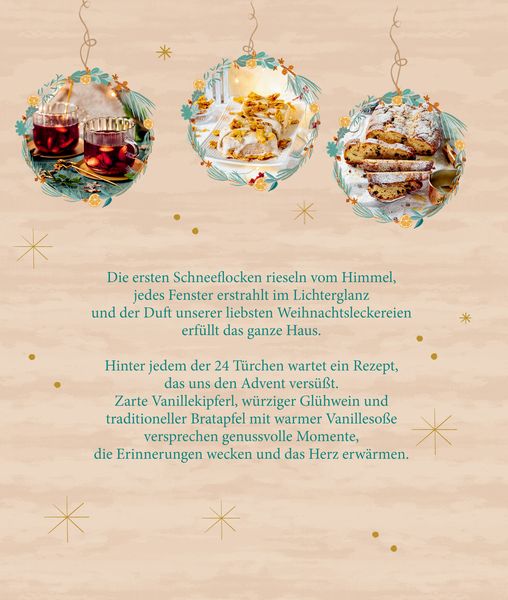 Die ersten Schneeflocken rieseln vom Himmel,
jedes Fenster erstrahlt im Lichterglanz
und der Duft unserer liebsten Weihnachtsleckereien
erfüllt das ganze Haus.
Hinter jedem der 24 Türchen wartet ein Rezept,
das uns den Advent versüßt.
Zarte Vanillekipferl, würziger Glühwein und
traditioneller Bratapfel mit warmer Vanillesoße
versprechen genussvolle Momente,
die Erinnerungen wecken und das Herz erwärmen.